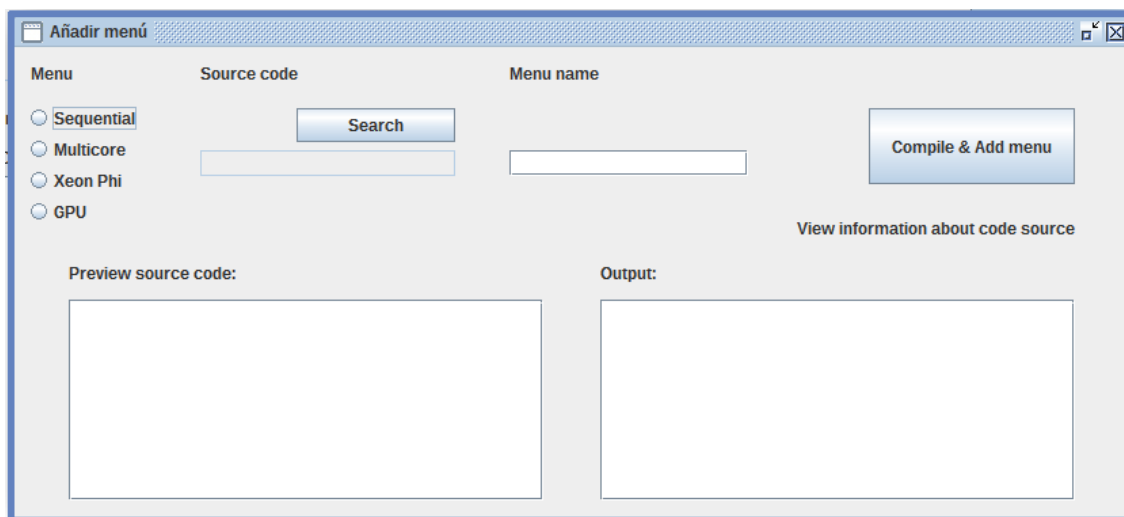 Añadir menú
Menu
Source code
Menu name
Sequential
Search
Multicore
Compile & Add menu
Xeon Phi
GPU
View information about code source
Preview source code:
Output: